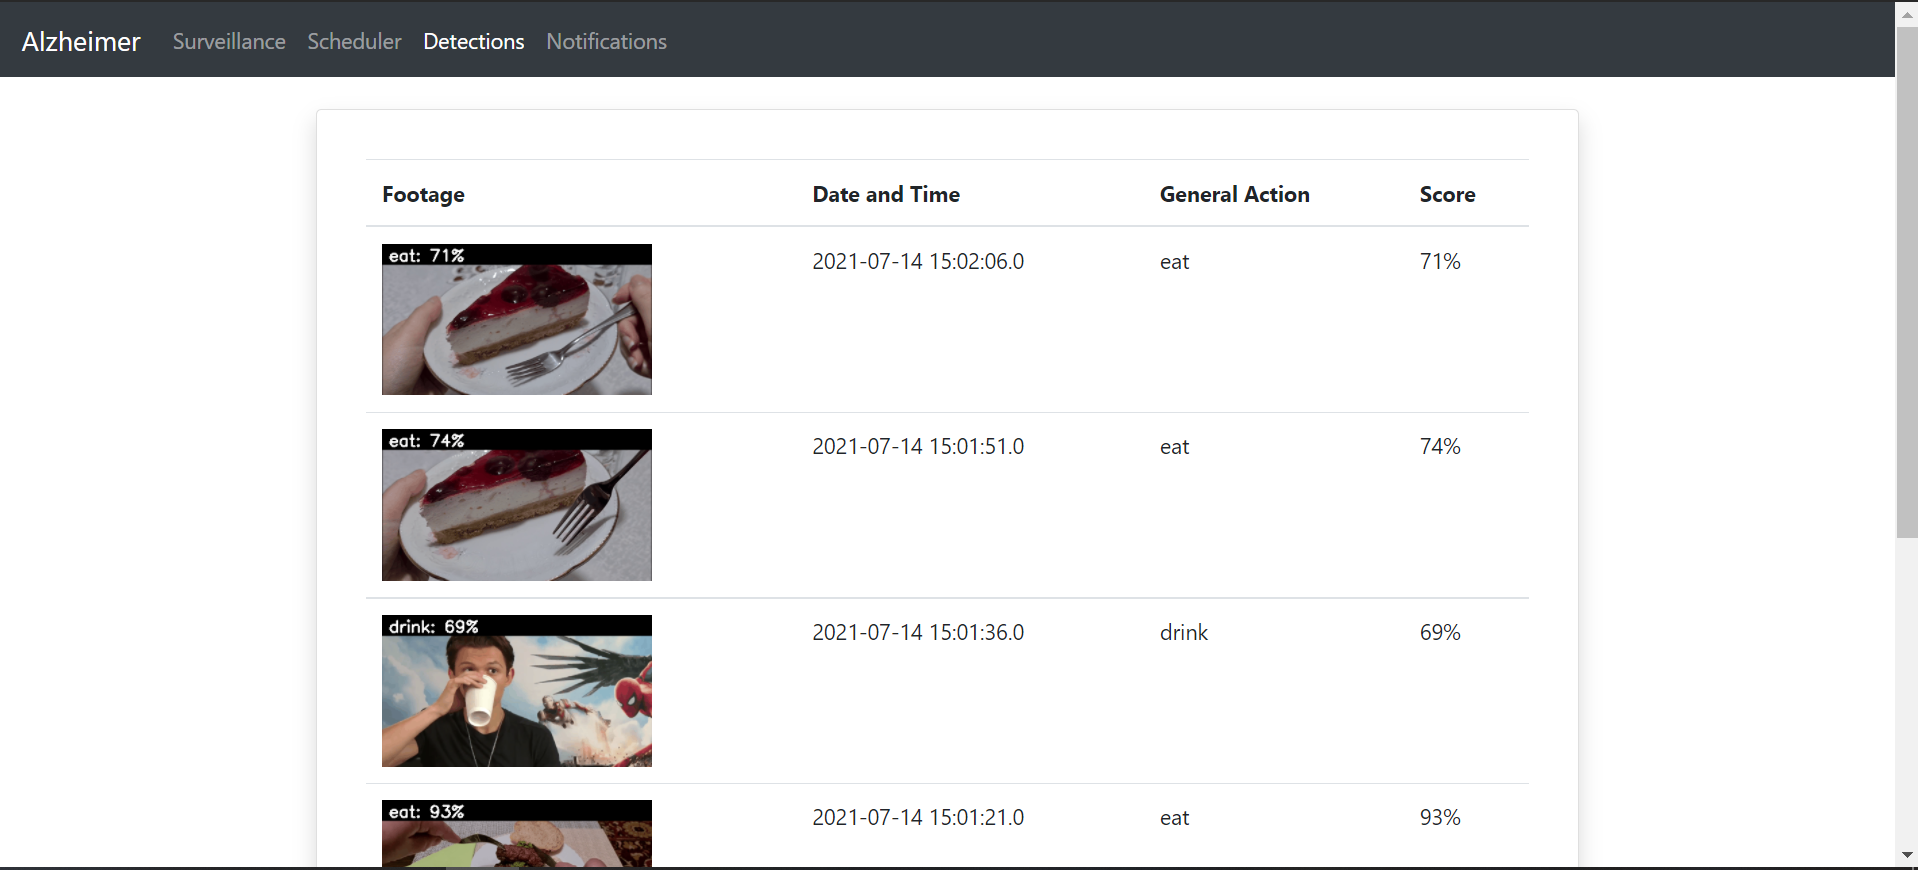 Alzheimer Surveillance Scheduler Detections Notifications
Footage Date and Time General Action Score
eat: 71%
2021-07-14 15:02:06.0 eat 71%
eat: 74%
2021-07-14 15:01:51.0 eat 74%
drink: 69%
2021-07-14 15:01:36.0 drink 69%
eat: 93%
2021-07-14 15:01:21.0 eat 93%